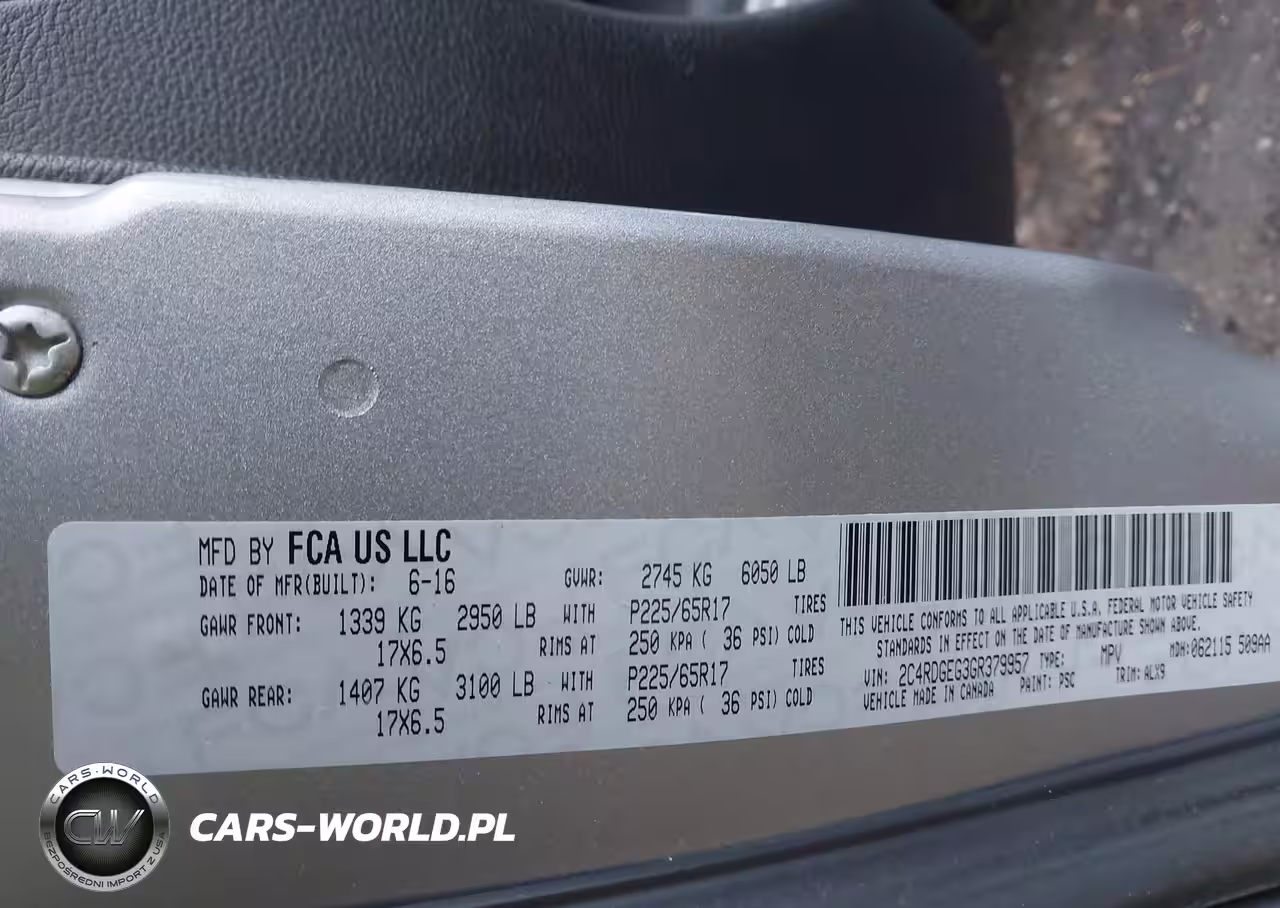 MFD BY FCA US LLC
DATE OF MFR(BUILT): 6-16 GVWR: 2745 KG 6050 LB
GAWR FRONT: 1339 KG 2950 LB WITH P225/65R17 TIRES
17X6.5 RIMS AT 250 KPA ( 36 PSI) COLD
GAWR REAR: 1407 KG 3100 LB WITH P225/65R17 TIRES
17X6.5 RIMS AT 250 KPA ( 36 PSI) COLD
THIS VEHICLE CONFORMS TO ALL APPLICABLE U.S.A. FEDERAL MOTOR VEHICLE SAFETY
STANDARDS IN EFFECT ON THE DATE OF MANUFACTURE SHOWN ABOVE.
VIN: 2C4RDGEG3GR379957 TYPE: MPV MDH: 062115 509AA
VEHICLE MADE IN CANADA PAINT: PSC TRIM: ALX9
CARS-WORLD
CW
BEZPOŚREDNI IMPORT Z USA
CARS-WORLD.PL